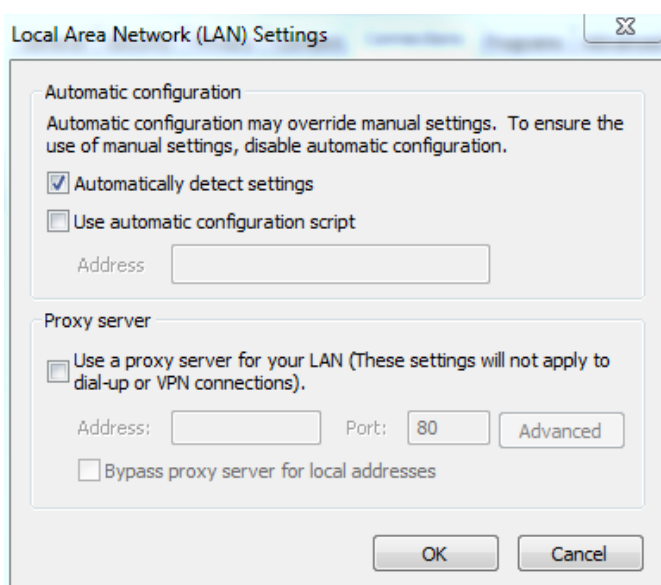 Local Area Network (LAN) Settings
Automatic configuration
Automatic configuration may override manual settings. To ensure the
use of manual settings, disable automatic configuration.
Automatically detect settings
Use automatic configuration script
Address
Proxy server
Use a proxy server for your LAN (These settings will not apply to
dial-up or VPN connections).
Address: Port: 80 Advanced
Bypass proxy server for local addresses
OK Cancel